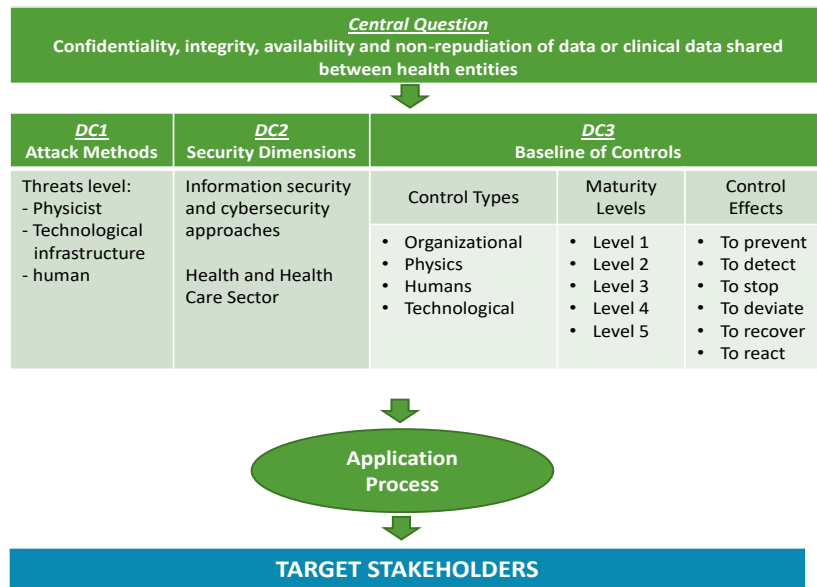 Central Question
Confidentiality, integrity, availability and non-repudiation of data or clinical data shared
between health entities
DC1
Attack Methods
DC2
Security Dimensions
DC3
Baseline of Controls
Threats level:
- Physicist
- Technological
infrastructure
- human
Information security
and cybersecurity
approaches
Health and Health
Care Sector
Control Types
• Organizational
• Physics
• Humans
• Technological
Maturity
Levels
• Level 1
• Level 2
• Level 3
• Level 4
• Level 5
Control
Effects
• To prevent
• To detect
• To stop
• To deviate
• To recover
• To react
Application
Process
TARGET STAKEHOLDERS